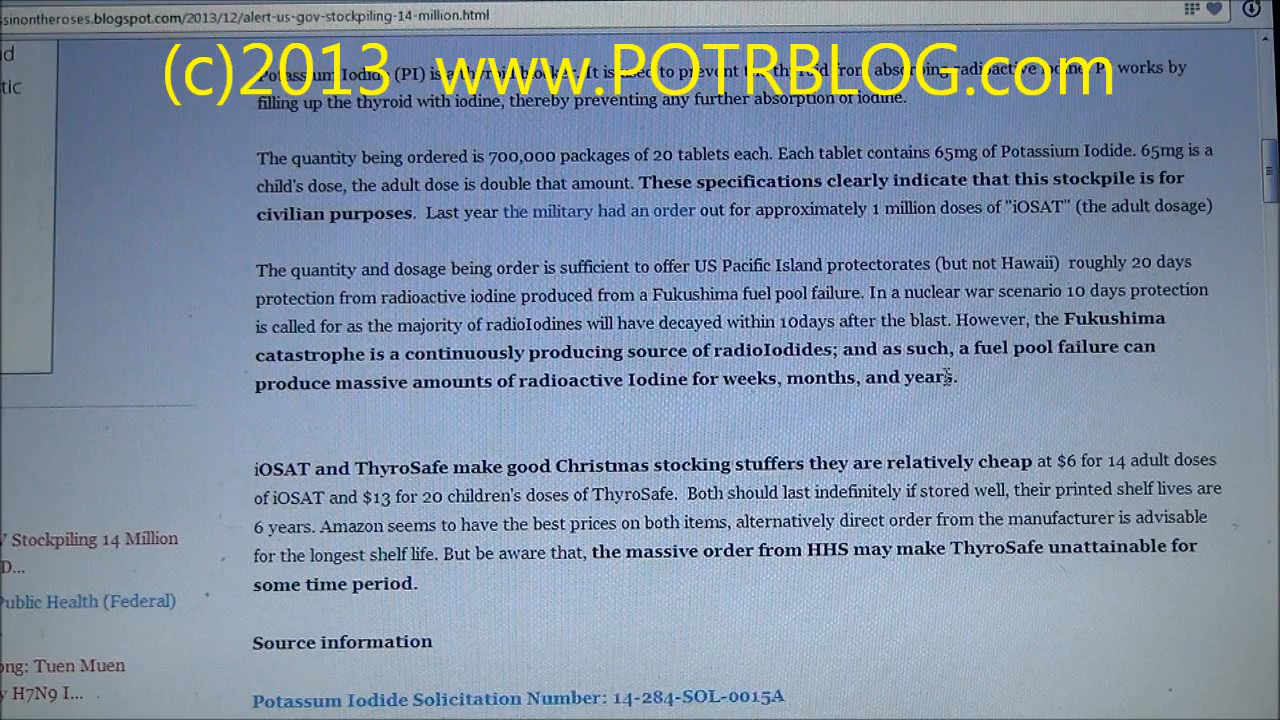 sinontheroses.blogspot.com/2013/12/alert-us-gov-stockpiling-14-million.html
(c)2013 www.POTRBLOG.com
(PI) is works by
filling up the thyroid with iodine, thereby preventing any further absorption of iodine.
The quantity being ordered is 700,000 packages of 20 tablets each. Each tablet contains 65mg of Potassium Iodide. 65mg is a
child's dose, the adult dose is double that amount. These specifications clearly indicate that this stockpile is for
civilian purposes. Last year the military had an order out for approximately 1 million doses of "iOSAT" (the adult dosage)
The quantity and dosage being order is sufficient to offer US Pacific Island protectorates (but not Hawaii) roughly 20 days
protection from radioactive iodine produced from a Fukushima fuel pool failure. In a nuclear war scenario 10 days protection
is called for as the majority of radioIodines will have decayed within 10days after the blast. However, the Fukushima
catastrophe is a continuously producing source of radioIodides; and as such, a fuel pool failure can
produce massive amounts of radioactive Iodine for weeks, months, and years.
iOSAT and ThyroSafe make good Christmas stocking stuffers they are relatively cheap at $6 for 14 adult doses
of iOSAT and $13 for 20 children's doses of ThyroSafe. Both should last indefinitely if stored well, their printed shelf lives are
6 years. Amazon seems to have the best prices on both items, alternatively direct order from the manufacturer is advisable
for the longest shelf life. But be aware that, the massive order from HHS may make ThyroSafe unattainable for
some time period.
Source information
Potassum Iodide Solicitation Number: 14-284-SOL-0015A
tic
V Stockpiling 14 Million
D...
Public Health (Federal)
ong: Tuen Muen
y H7N9 I...